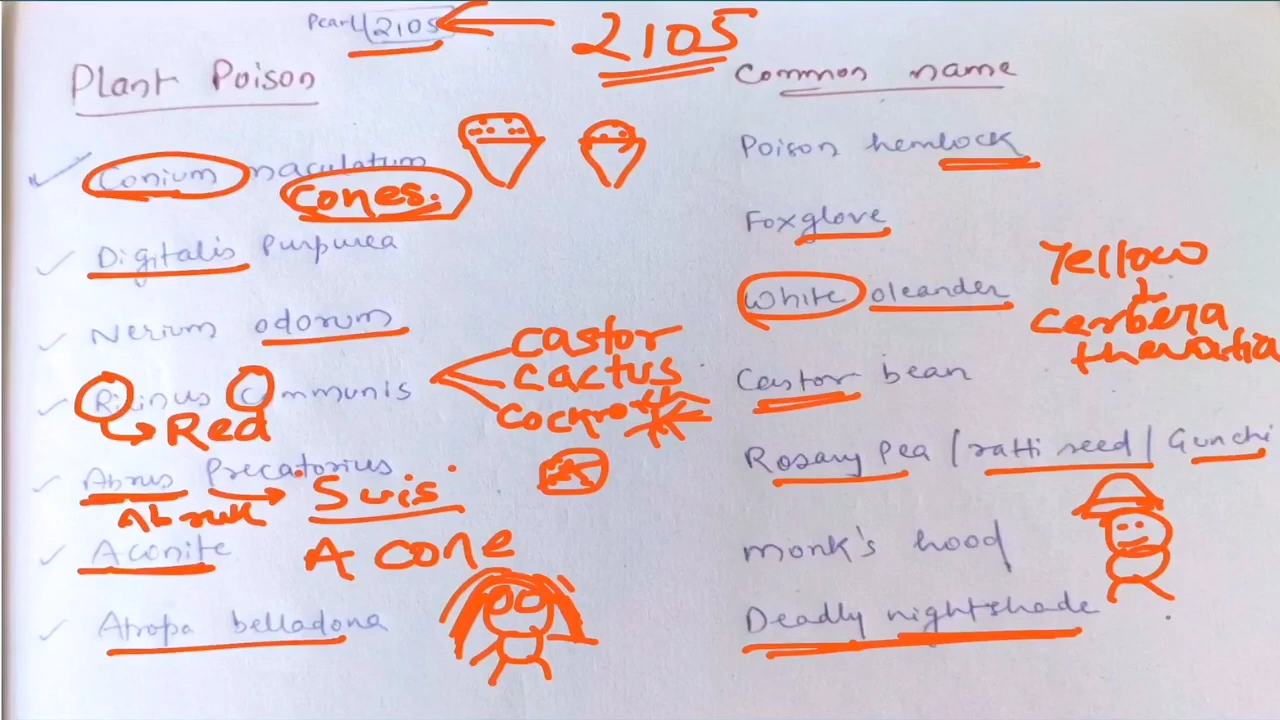 Pearl 2105 2105
Plant Poison Common name
Conium maculatum Poison hemlock
cones.
Digitalis Purpurea Foxglove
Yellow
Nerium odorum White oleander
cerbera
thevatia
castor
Ricinus Communis cactus Castor bean
Red
Abrus Precatorius Rosary Pea / ratti seed / Gunchi
Suis
Aconite A cone monk's hood
Atropa belladona Deadly nightshade